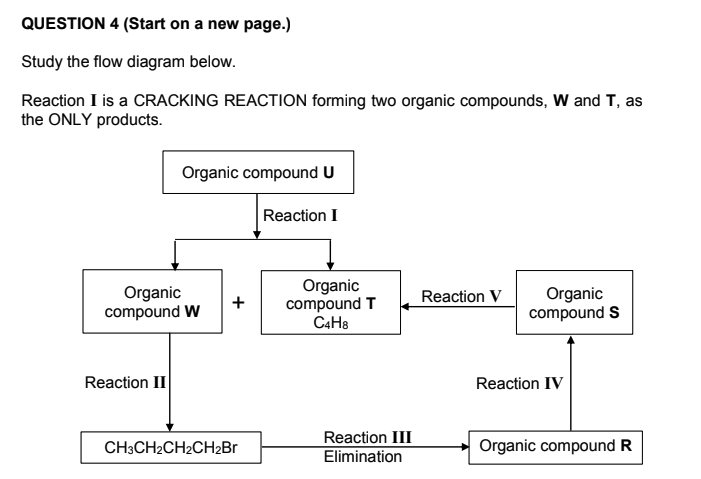 QUESTION 4 (Start on a new page.)
Study the flow diagram below.
Reaction I is a CRACKING REACTION forming two organic compounds, W and T, as
the ONLY products.
Organic compound U
Reaction I
Organic
compound W
+
Organic
compound T
C₄H₈
Reaction V
Organic
compound S
Reaction II
Reaction IV
CH₃CH₂CH₂CH₂Br
Reaction III
Elimination
Organic compound R